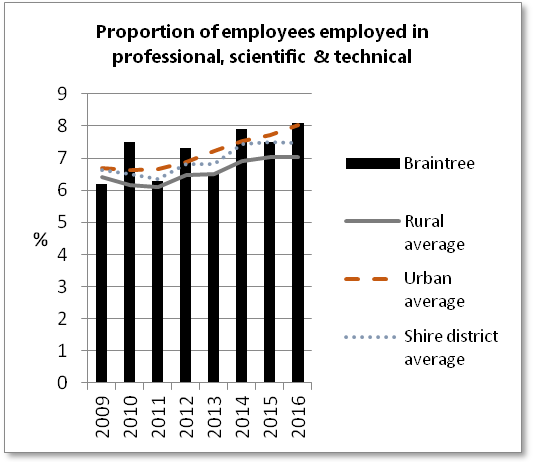 Proportion of employees employed in
professional, scientific & technical
9
8
7
6
5
4
3
2
1
0
%
2009
2010
2011
2012
2013
2014
2015
2016
Braintree
Rural
average
Urban
average
Shire district
average